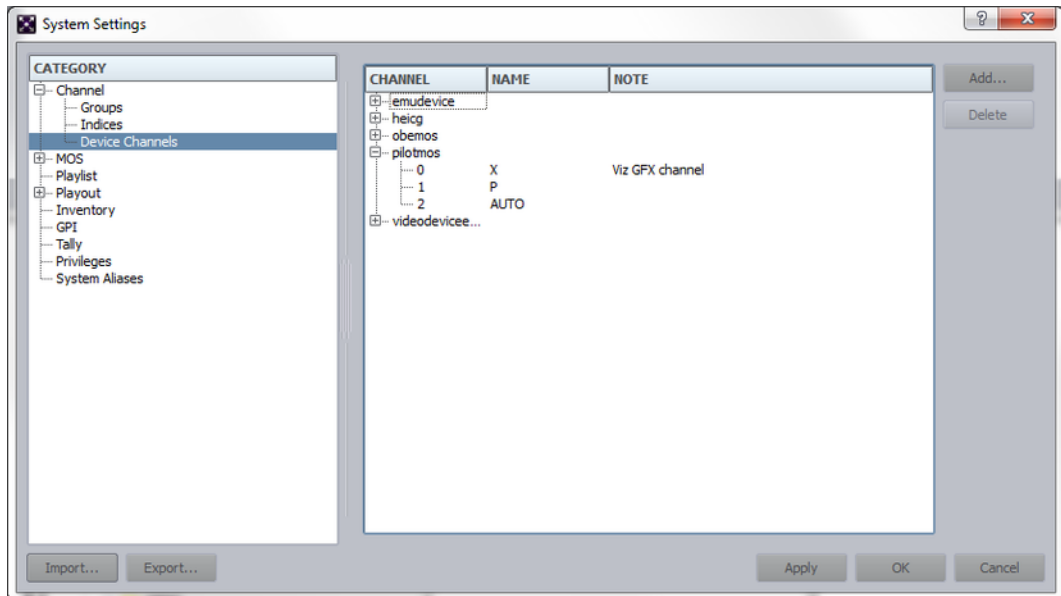 System Settings
CATEGORY
Channel
Groups
Indices
Device Channels
MOS
Playlist
Playout
Inventory
GPI
Tally
Privileges
System Aliases
CHANNEL NAME NOTE
emudevice
heicg
obemos
pilotmos
0 X Viz GFX channel
1 P
2 AUTO
videodevicee...
Add...
Delete
Import... Export... Apply OK Cancel